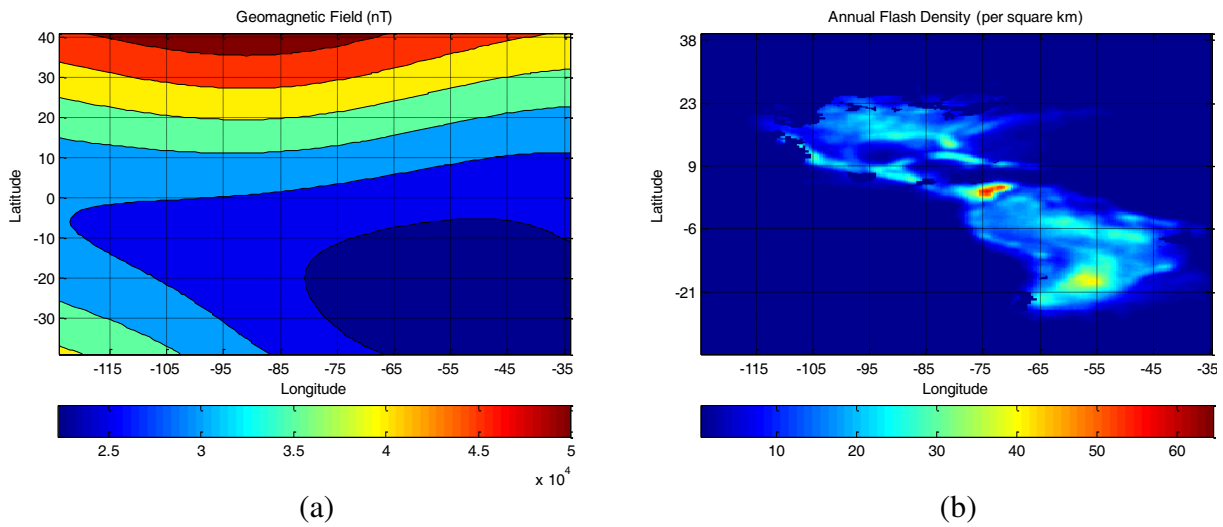 Geomagnetic Field (nT)
40
30
20
10
0
-10
-20
-30
Latitude
-115 -105 -95 -85 -75 -65 -55 -45 -35
Longitude
2.5 3 3.5 4 4.5 5
x 10^4
(a)
Annual Flash Density (per square km)
38
23
9
-6
-21
Latitude
-115 -105 -95 -85 -75 -65 -55 -45 -35
Longitude
10 20 30 40 50 60
(b)